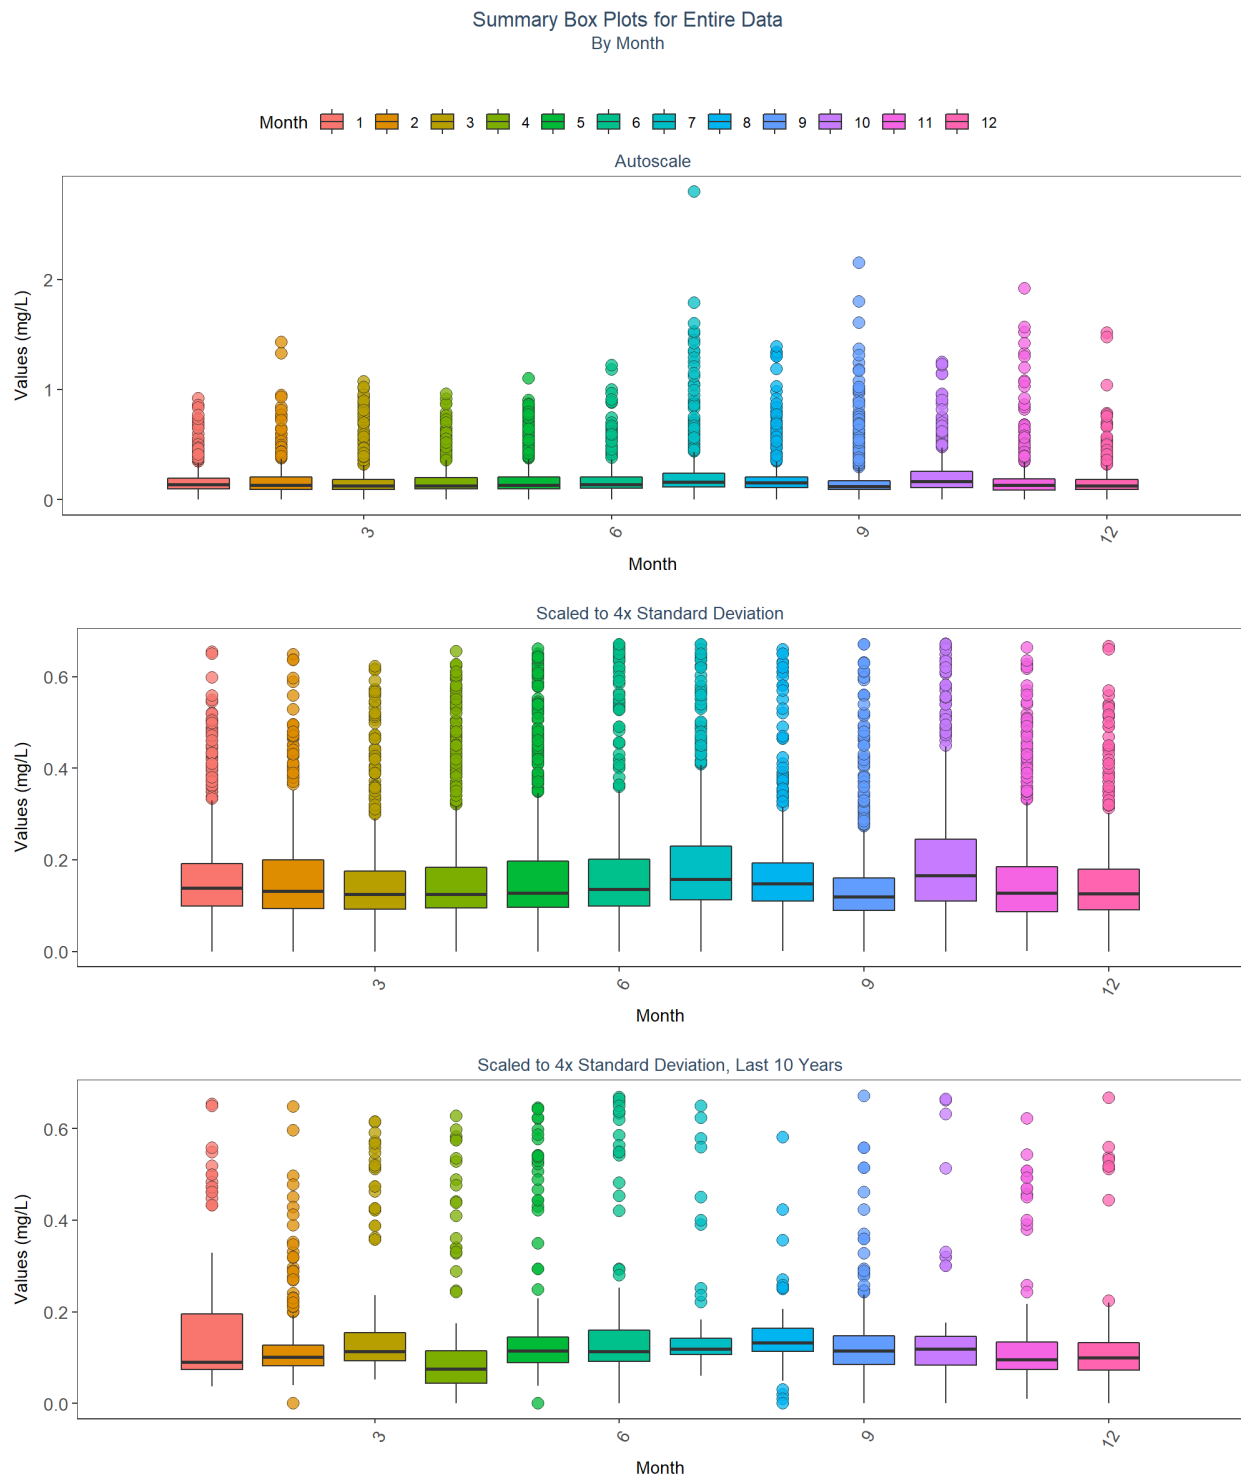 Summary Box Plots for Entire Data
By Month
Month 1 2 3 4 5 6 7 8 9 10 11 12
Autoscale
Values (mg/L)
2
1
0
3 6 9 12
Month
Scaled to 4x Standard Deviation
Values (mg/L)
0.6
0.4
0.2
0.0
3 6 9 12
Month
Scaled to 4x Standard Deviation, Last 10 Years
Values (mg/L)
0.6
0.4
0.2
0.0
3 6 9 12
Month